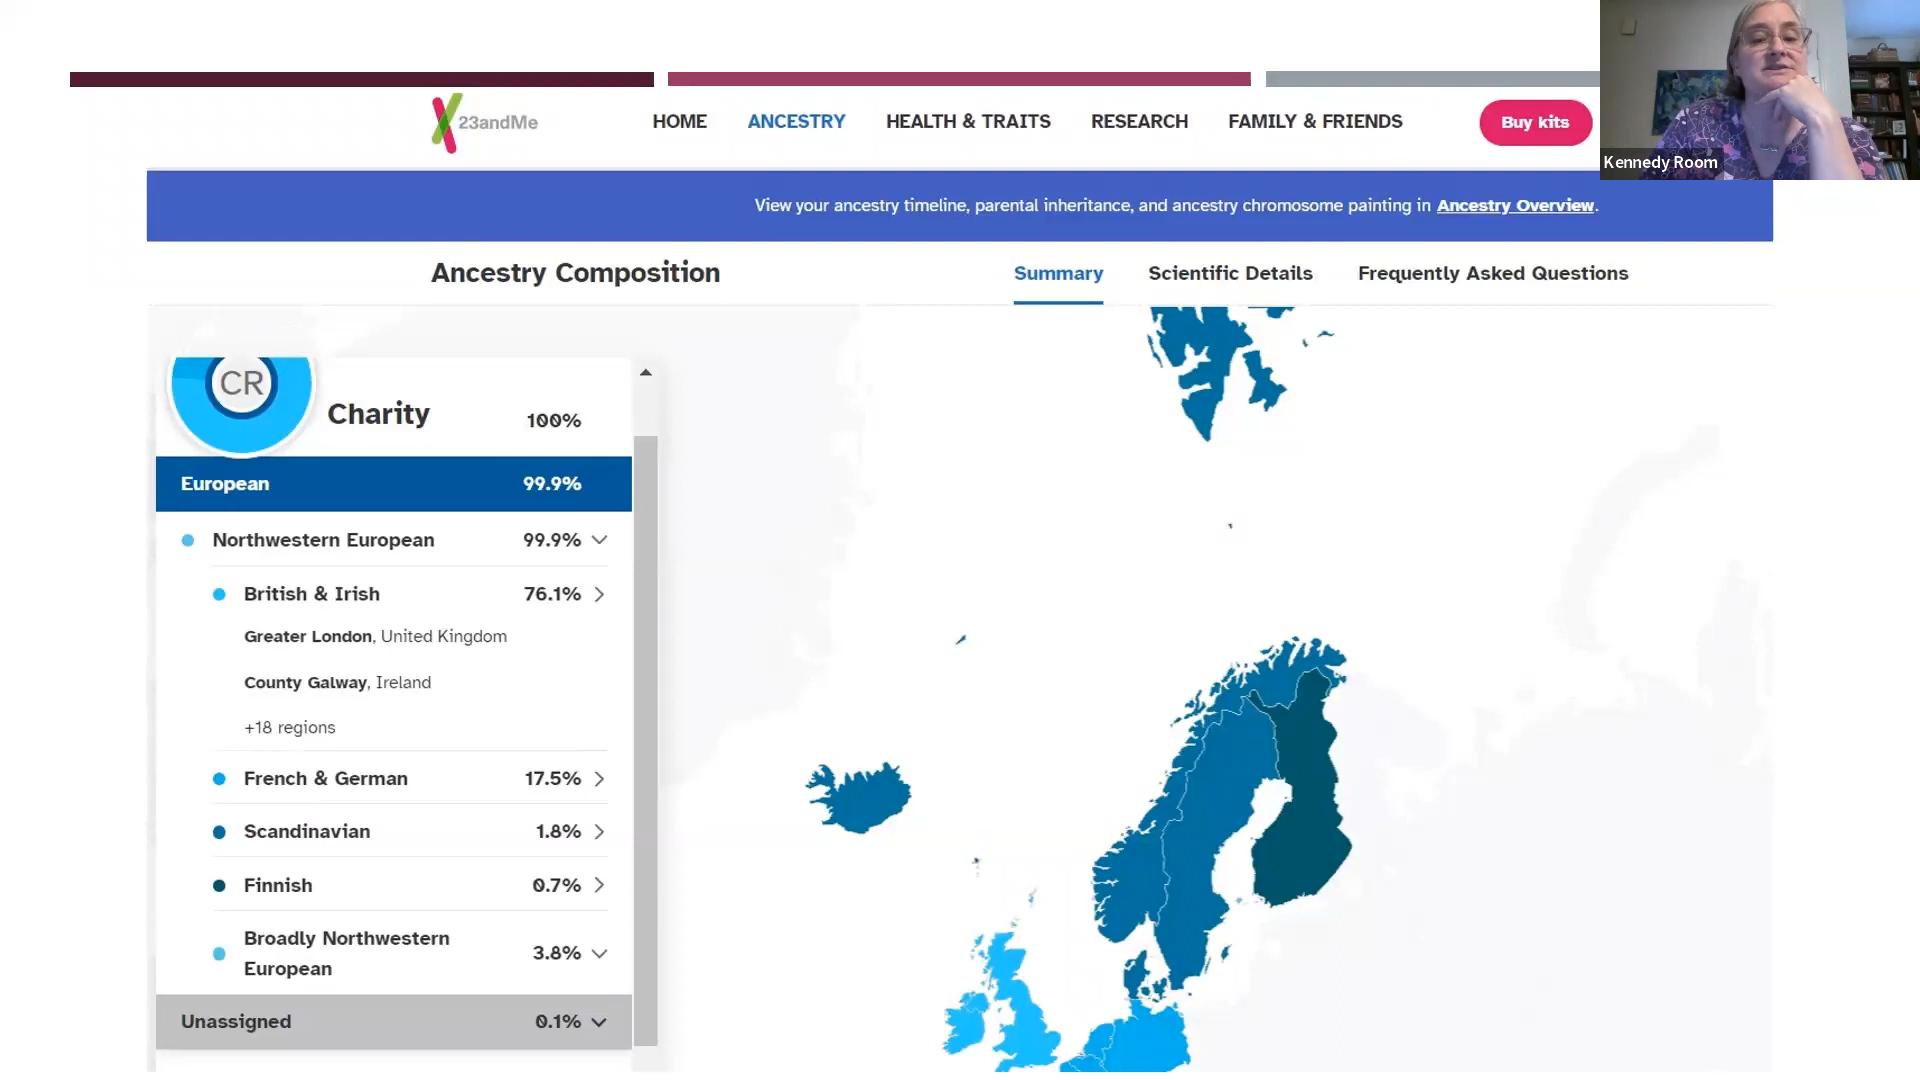 23andMe
HOME
ANCESTRY
HEALTH & TRAITS
RESEARCH
FAMILY & FRIENDS
Buy kits
Kennedy Room
View your ancestry timeline, parental inheritance, and ancestry chromosome painting in Ancestry Overview.
Ancestry Composition
Summary
Scientific Details
Frequently Asked Questions
CR
Charity 100%
European 99.9%
Northwestern European 99.9%
British & Irish 76.1%
Greater London, United Kingdom
County Galway, Ireland
+18 regions
French & German 17.5%
Scandinavian 1.8%
Finnish 0.7%
Broadly Northwestern
European
3.8%
Unassigned 0.1%